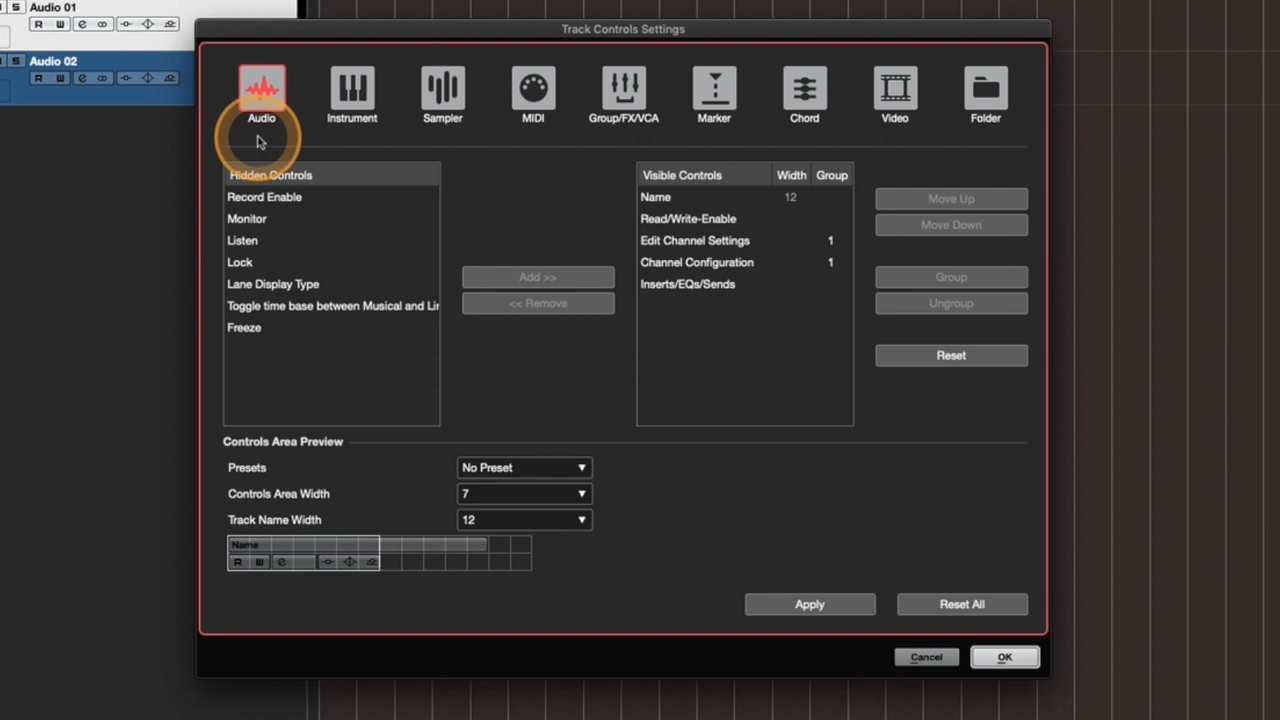 S Audio 01
R W e
S Audio 02
R W e
Track Controls Settings
Audio Instrument Sampler MIDI Group/FX/VCA Marker Chord Video Folder
Hidden Controls
Record Enable
Monitor
Listen
Lock
Lane Display Type
Toggle time base between Musical and Lir
Freeze
Add >>
<< Remove
Visible Controls Width Group
Name 12
Read/Write-Enable
Edit Channel Settings 1
Channel Configuration 1
Inserts/EQs/Sends
Move Up
Move Down
Group
Ungroup
Reset
Controls Area Preview
Presets No Preset
Controls Area Width 7
Track Name Width 12
Name
R W e
Apply Reset All
Cancel OK